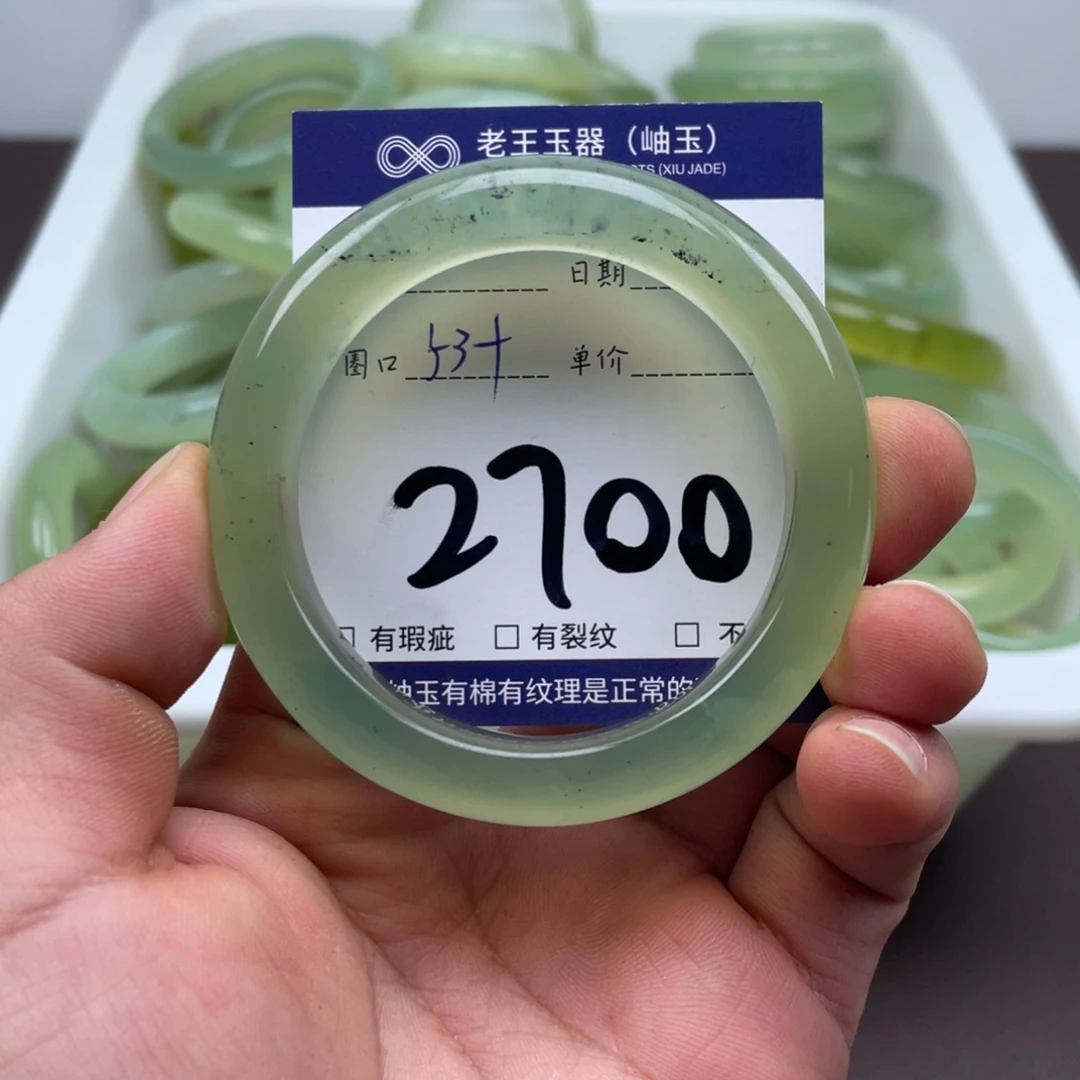 老王玉器（岫玉）
(XIU JADE)
日期
圈口 53+ 单价
2700
□ 有瑕疵 □ 有裂纹 □ 不
岫玉有棉有纹理是正常的